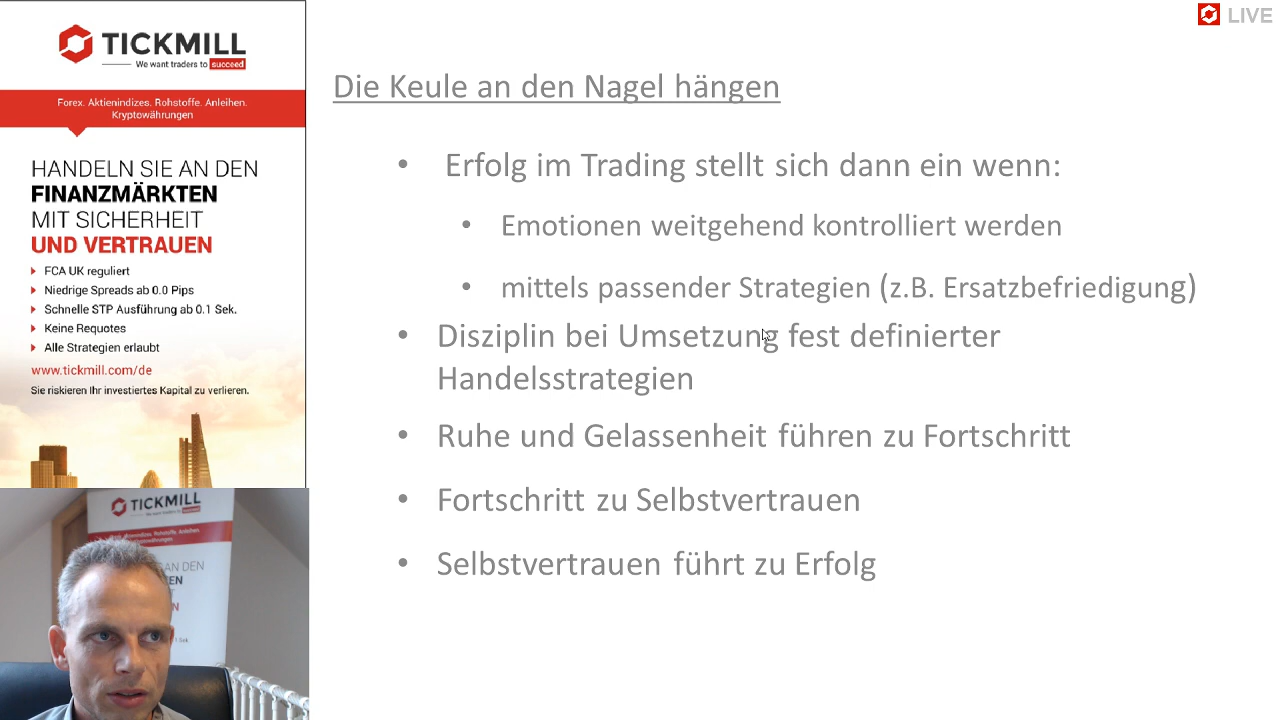 TICKMILL
We want traders to succeed
Forex. Aktienindizes. Rohstoffe. Anleihen.
Kryptowährungen
HANDELN SIE AN DEN
FINANZMÄRKTEN
MIT SICHERHEIT
UND VERTRAUEN
FCA UK reguliert
Niedrige Spreads ab 0.0 Pips
Schnelle STP Ausführung ab 0.1 Sek.
Keine Requotes
Alle Strategien erlaubt
www.tickmill.com/de
Sie riskieren Ihr investiertes Kapital zu verlieren.
LIVE
Die Keule an den Nagel hängen
• Erfolg im Trading stellt sich dann ein wenn:
• Emotionen weitgehend kontrolliert werden
• mittels passender Strategien (z.B. Ersatzbefriedigung)
• Disziplin bei Umsetzung fest definierter
Handelsstrategien
• Ruhe und Gelassenheit führen zu Fortschritt
• Fortschritt zu Selbstvertrauen
• Selbstvertrauen führt zu Erfolg
TICKMILL
AN DEN